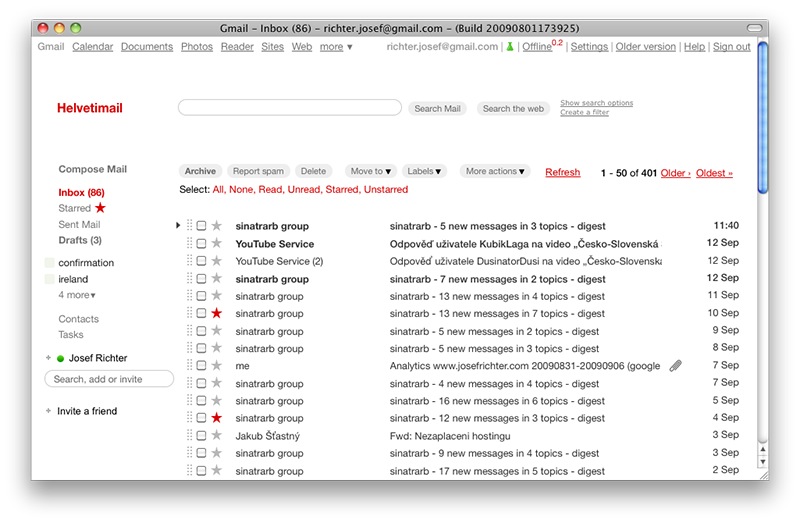 Gmail – Inbox (86) – richter.josef@gmail.com – (Build 20090801173925)
Gmail Calendar Documents Photos Reader Sites Web more ▾ richter.josef@gmail.com | Offline 0.2 | Settings | Older version | Help | Sign out
Helvetimail Search Mail Search the web Show search options
Create a filter
Compose Mail
Inbox (86)
Starred
Sent Mail
Drafts (3)
confirmation
ireland
4 more▾
Contacts
Tasks
Josef Richter
Search, add or invite
Invite a friend
Archive Report spam Delete Move to ▾ Labels ▾ More actions ▾ Refresh 1 - 50 of 401 Older › Oldest »
Select: All, None, Read, Unread, Starred, Unstarred
sinatrarb group sinatrarb - 5 new messages in 3 topics - digest 11:40
YouTube Service Odpověď uživatele KubikLaga na video „Česko-Slovenská 12 Sep
YouTube Service (2) Odpověď uživatele DusinatorDusi na video „Česko-Slovenska 12 Sep
sinatrarb group sinatrarb - 7 new messages in 2 topics - digest 12 Sep
sinatrarb group sinatrarb - 13 new messages in 4 topics - digest 11 Sep
sinatrarb group sinatrarb - 13 new messages in 7 topics - digest 10 Sep
sinatrarb group sinatrarb - 5 new messages in 2 topics - digest 9 Sep
sinatrarb group sinatrarb - 5 new messages in 3 topics - digest 8 Sep
me Analytics www.josefrichter.com 20090831-20090906 (google 7 Sep
sinatrarb group sinatrarb - 4 new messages in 4 topics - digest 7 Sep
sinatrarb group sinatrarb - 16 new messages in 6 topics - digest 5 Sep
sinatrarb group sinatrarb - 12 new messages in 3 topics - digest 4 Sep
Jakub Šťastný Fwd: Nezaplaceni hostingu 3 Sep
sinatrarb group sinatrarb - 9 new messages in 4 topics - digest 3 Sep
sinatrarb group sinatrarb - 17 new messages in 5 topics - digest 2 Sep